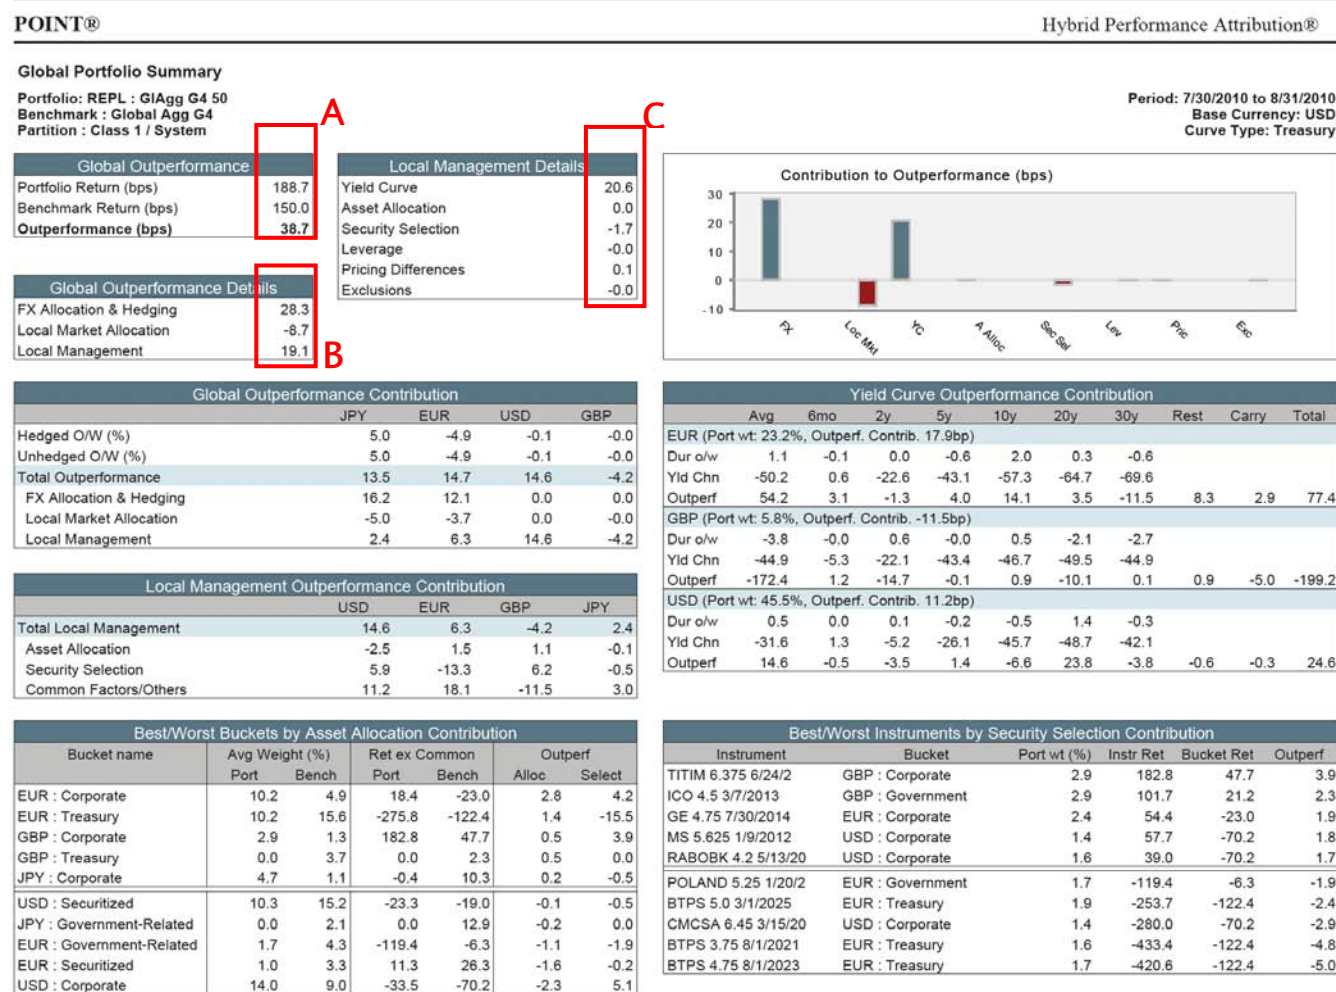 POINT® Hybrid Performance Attribution®
Global Portfolio Summary
Portfolio: REPL : GlAgg G4 50
Benchmark : Global Agg G4
Partition : Class 1 / System
Period: 7/30/2010 to 8/31/2010
Base Currency: USD
Curve Type: Treasury
A
Global Outperformance
Portfolio Return (bps) 188.7
Benchmark Return (bps) 150.0
Outperformance (bps) 38.7
Global Outperformance Details
FX Allocation & Hedging 28.3
Local Market Allocation -8.7
Local Management 19.1
B
C
Local Management Details
Yield Curve 20.6
Asset Allocation 0.0
Security Selection -1.7
Leverage -0.0
Pricing Differences 0.1
Exclusions -0.0
Contribution to Outperformance (bps)
30
20
10
0
-10
FX Loc Mkt YC A Alloc Sec Sel Lev Pric Exc
Global Outperformance Contribution
JPY EUR USD GBP
Hedged O/W (%) 5.0 -4.9 -0.1 -0.0
Unhedged O/W (%) 5.0 -4.9 -0.1 -0.0
Total Outperformance 13.5 14.7 14.6 -4.2
FX Allocation & Hedging 16.2 12.1 0.0 0.0
Local Market Allocation -5.0 -3.7 0.0 -0.0
Local Management 2.4 6.3 14.6 -4.2
Local Management Outperformance Contribution
USD EUR GBP JPY
Total Local Management 14.6 6.3 -4.2 2.4
Asset Allocation -2.5 1.5 1.1 -0.1
Security Selection 5.9 -13.3 6.2 -0.5
Common Factors/Others 11.2 18.1 -11.5 3.0
Yield Curve Outperformance Contribution
Avg 6mo 2y 5y 10y 20y 30y Rest Carry Total
EUR (Port wt: 23.2%, Outperf. Contrib. 17.9bp)
Dur o/w 1.1 -0.1 0.0 -0.6 2.0 0.3 -0.6
Yld Chn -50.2 0.6 -22.6 -43.1 -57.3 -64.7 -69.6
Outperf 54.2 3.1 -1.3 4.0 14.1 3.5 -11.5 8.3 2.9 77.4
GBP (Port wt: 5.8%, Outperf. Contrib. -11.5bp)
Dur o/w -3.8 -0.0 0.6 -0.0 0.5 -2.1 -2.7
Yld Chn -44.9 -5.3 -22.1 -43.4 -46.7 -49.5 -44.9
Outperf -172.4 1.2 -14.7 -0.1 0.9 -10.1 0.1 0.9 -5.0 -199.2
USD (Port wt: 45.5%, Outperf. Contrib. 11.2bp)
Dur o/w 0.5 0.0 0.1 -0.2 -0.5 1.4 -0.3
Yld Chn -31.6 1.3 -5.2 -26.1 -45.7 -48.7 -42.1
Outperf 14.6 -0.5 -3.5 1.4 -6.6 23.8 -3.8 -0.6 -0.3 24.6
Best/Worst Buckets by Asset Allocation Contribution
Bucket name Avg Weight (%) Ret ex Common Outperf
Port Bench Port Bench Alloc Select
EUR : Corporate 10.2 4.9 18.4 -23.0 2.8 4.2
EUR : Treasury 10.2 15.6 -275.8 -122.4 1.4 -15.5
GBP : Corporate 2.9 1.3 182.8 47.7 0.5 3.9
GBP : Treasury 0.0 3.7 0.0 2.3 0.5 0.0
JPY : Corporate 4.7 1.1 -0.4 10.3 0.2 -0.5
USD : Securitized 10.3 15.2 -23.3 -19.0 -0.1 -0.5
JPY : Government-Related 0.0 2.1 0.0 12.9 -0.2 0.0
EUR : Government-Related 1.7 4.3 -119.4 -6.3 -1.1 -1.9
EUR : Securitized 1.0 3.3 11.3 26.3 -1.6 -0.2
USD : Corporate 14.0 9.0 -33.5 -70.2 -2.3 5.1
Best/Worst Instruments by Security Selection Contribution
Instrument Bucket Port wt (%) Instr Ret Bucket Ret Outperf
TITIM 6.375 6/24/2 GBP : Corporate 2.9 182.8 47.7 3.9
ICO 4.5 3/7/2013 GBP : Government 2.9 101.7 21.2 2.3
GE 4.75 7/30/2014 EUR : Corporate 2.4 54.4 -23.0 1.9
MS 5.625 1/9/2012 USD : Corporate 1.4 57.7 -70.2 1.8
RABOBK 4.2 5/13/20 USD : Corporate 1.6 39.0 -70.2 1.7
POLAND 5.25 1/20/2 EUR : Government 1.7 -119.4 -6.3 -1.9
BTPS 5.0 3/1/2025 EUR : Treasury 1.9 -253.7 -122.4 -2.4
CMCSA 6.45 3/15/20 USD : Corporate 1.4 -280.0 -70.2 -2.9
BTPS 3.75 8/1/2021 EUR : Treasury 1.6 -433.4 -122.4 -4.8
BTPS 4.75 8/1/2023 EUR : Treasury 1.7 -420.6 -122.4 -5.0